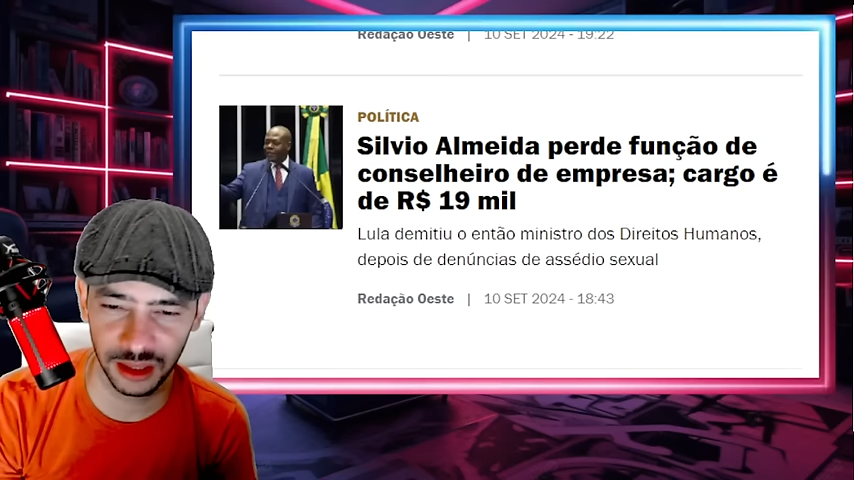 Redação Oeste | 10 SET 2024 - 19:22
POLÍTICA
Silvio Almeida perde função de
conselheiro de empresa; cargo é
de R$ 19 mil
Lula demitiu o então ministro dos Direitos Humanos,
depois de denúncias de assédio sexual
Redação Oeste | 10 SET 2024 - 18:43